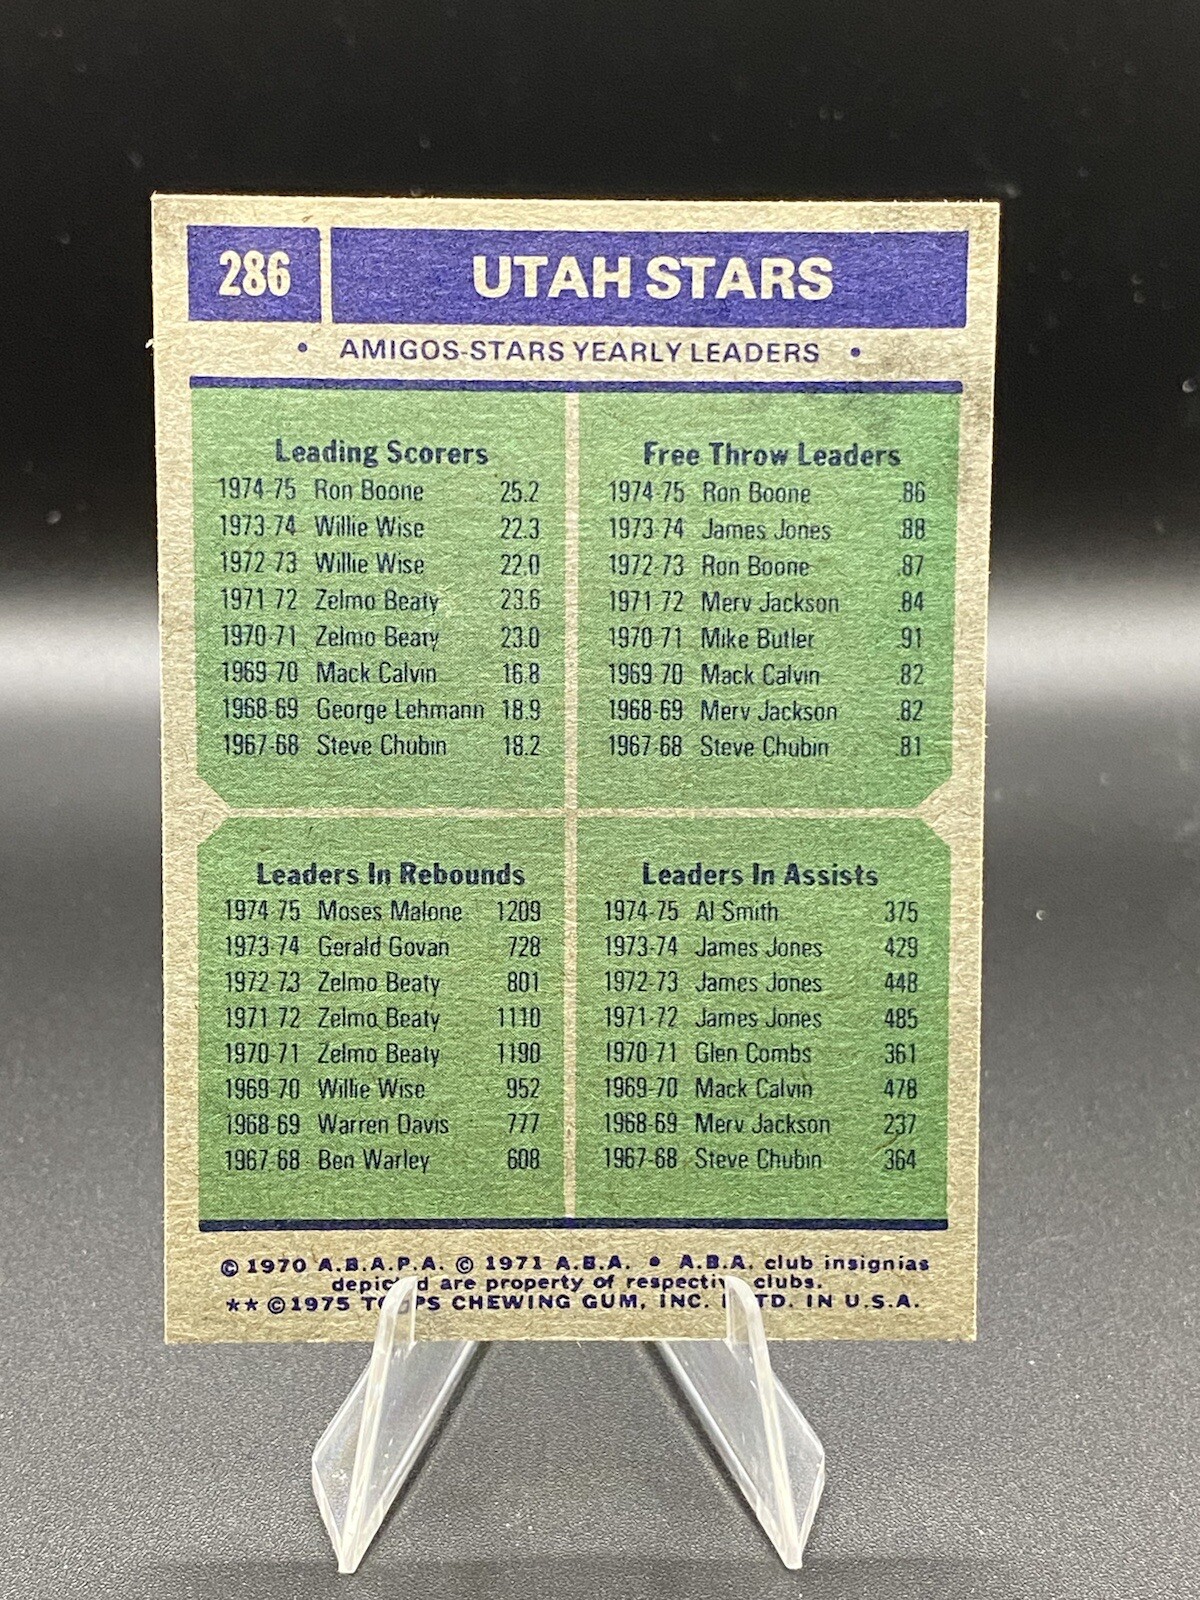 286 UTAH STARS
• AMIGOS-STARS YEARLY LEADERS •
Leading Scorers
1974-75 Ron Boone 25.2
1973-74 Willie Wise 22.3
1972-73 Willie Wise 22.0
1971-72 Zelmo Beaty 23.6
1970-71 Zelmo Beaty 23.0
1969-70 Mack Calvin 16.8
1968-69 George Lehmann 18.9
1967-68 Steve Chubin 18.2
Free Throw Leaders
1974-75 Ron Boone .86
1973-74 James Jones .88
1972-73 Ron Boone .87
1971-72 Merv Jackson .84
1970-71 Mike Butler .91
1969-70 Mack Calvin .82
1968-69 Merv Jackson .82
1967-68 Steve Chubin .81
Leaders In Rebounds
1974-75 Moses Malone 1209
1973-74 Gerald Govan 728
1972-73 Zelmo Beaty 801
1971-72 Zelmo Beaty 1110
1970-71 Zelmo Beaty 1190
1969-70 Willie Wise 952
1968-69 Warren Davis 777
1967-68 Ben Warley 608
Leaders In Assists
1974-75 Al Smith 375
1973-74 James Jones 429
1972-73 James Jones 448
1971-72 James Jones 485
1970-71 Glen Combs 361
1969-70 Mack Calvin 478
1968-69 Merv Jackson 237
1967-68 Steve Chubin 364
© 1970 A.B.A.P.A. © 1971 A.B.A. • A.B.A. club insignias
depicted are property of respective clubs.
** © 1975 TOPPS CHEWING GUM, INC. PRTD. IN U.S.A.